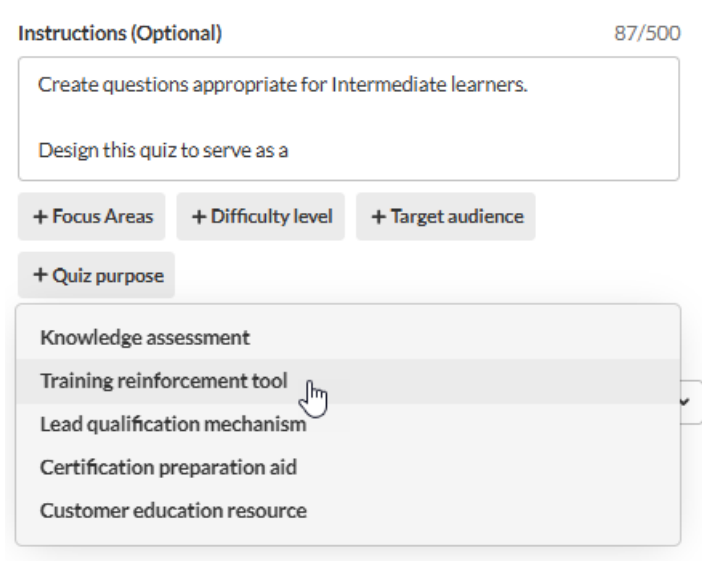 Instructions (Optional) 87/500
Create questions appropriate for Intermediate learners.
Design this quiz to serve as a
+ Focus Areas + Difficulty level + Target audience
+ Quiz purpose
Knowledge assessment
Training reinforcement tool
Lead qualification mechanism
Certification preparation aid
Customer education resource